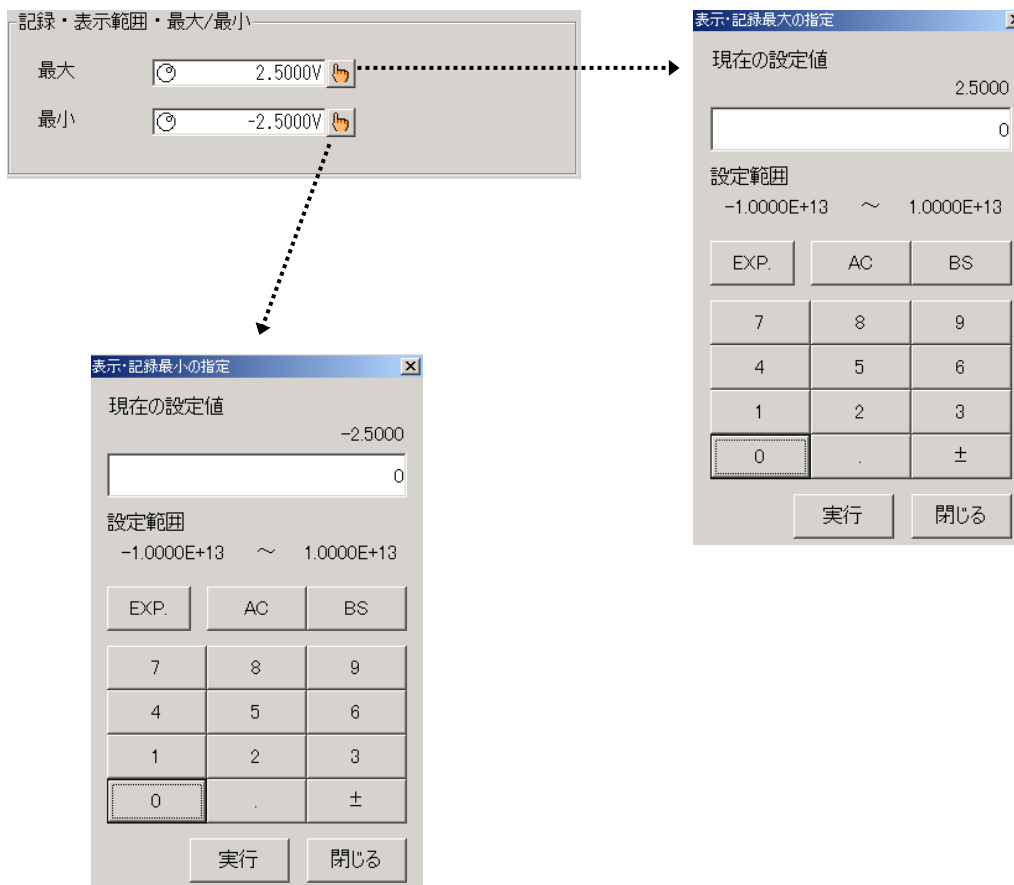 記録・表示範囲・最大/最小
最大 2.5000V
最小 -2.5000V
表示・記録最大の指定
現在の設定値
2.5000
0
設定範囲
-1.0000E+13 ～ 1.0000E+13
EXP. AC BS
7 8 9
4 5 6
1 2 3
0 . ±
実行 閉じる
表示・記録最小の指定
現在の設定値
-2.5000
0
設定範囲
-1.0000E+13 ～ 1.0000E+13
EXP. AC BS
7 8 9
4 5 6
1 2 3
0 . ±
実行 閉じる